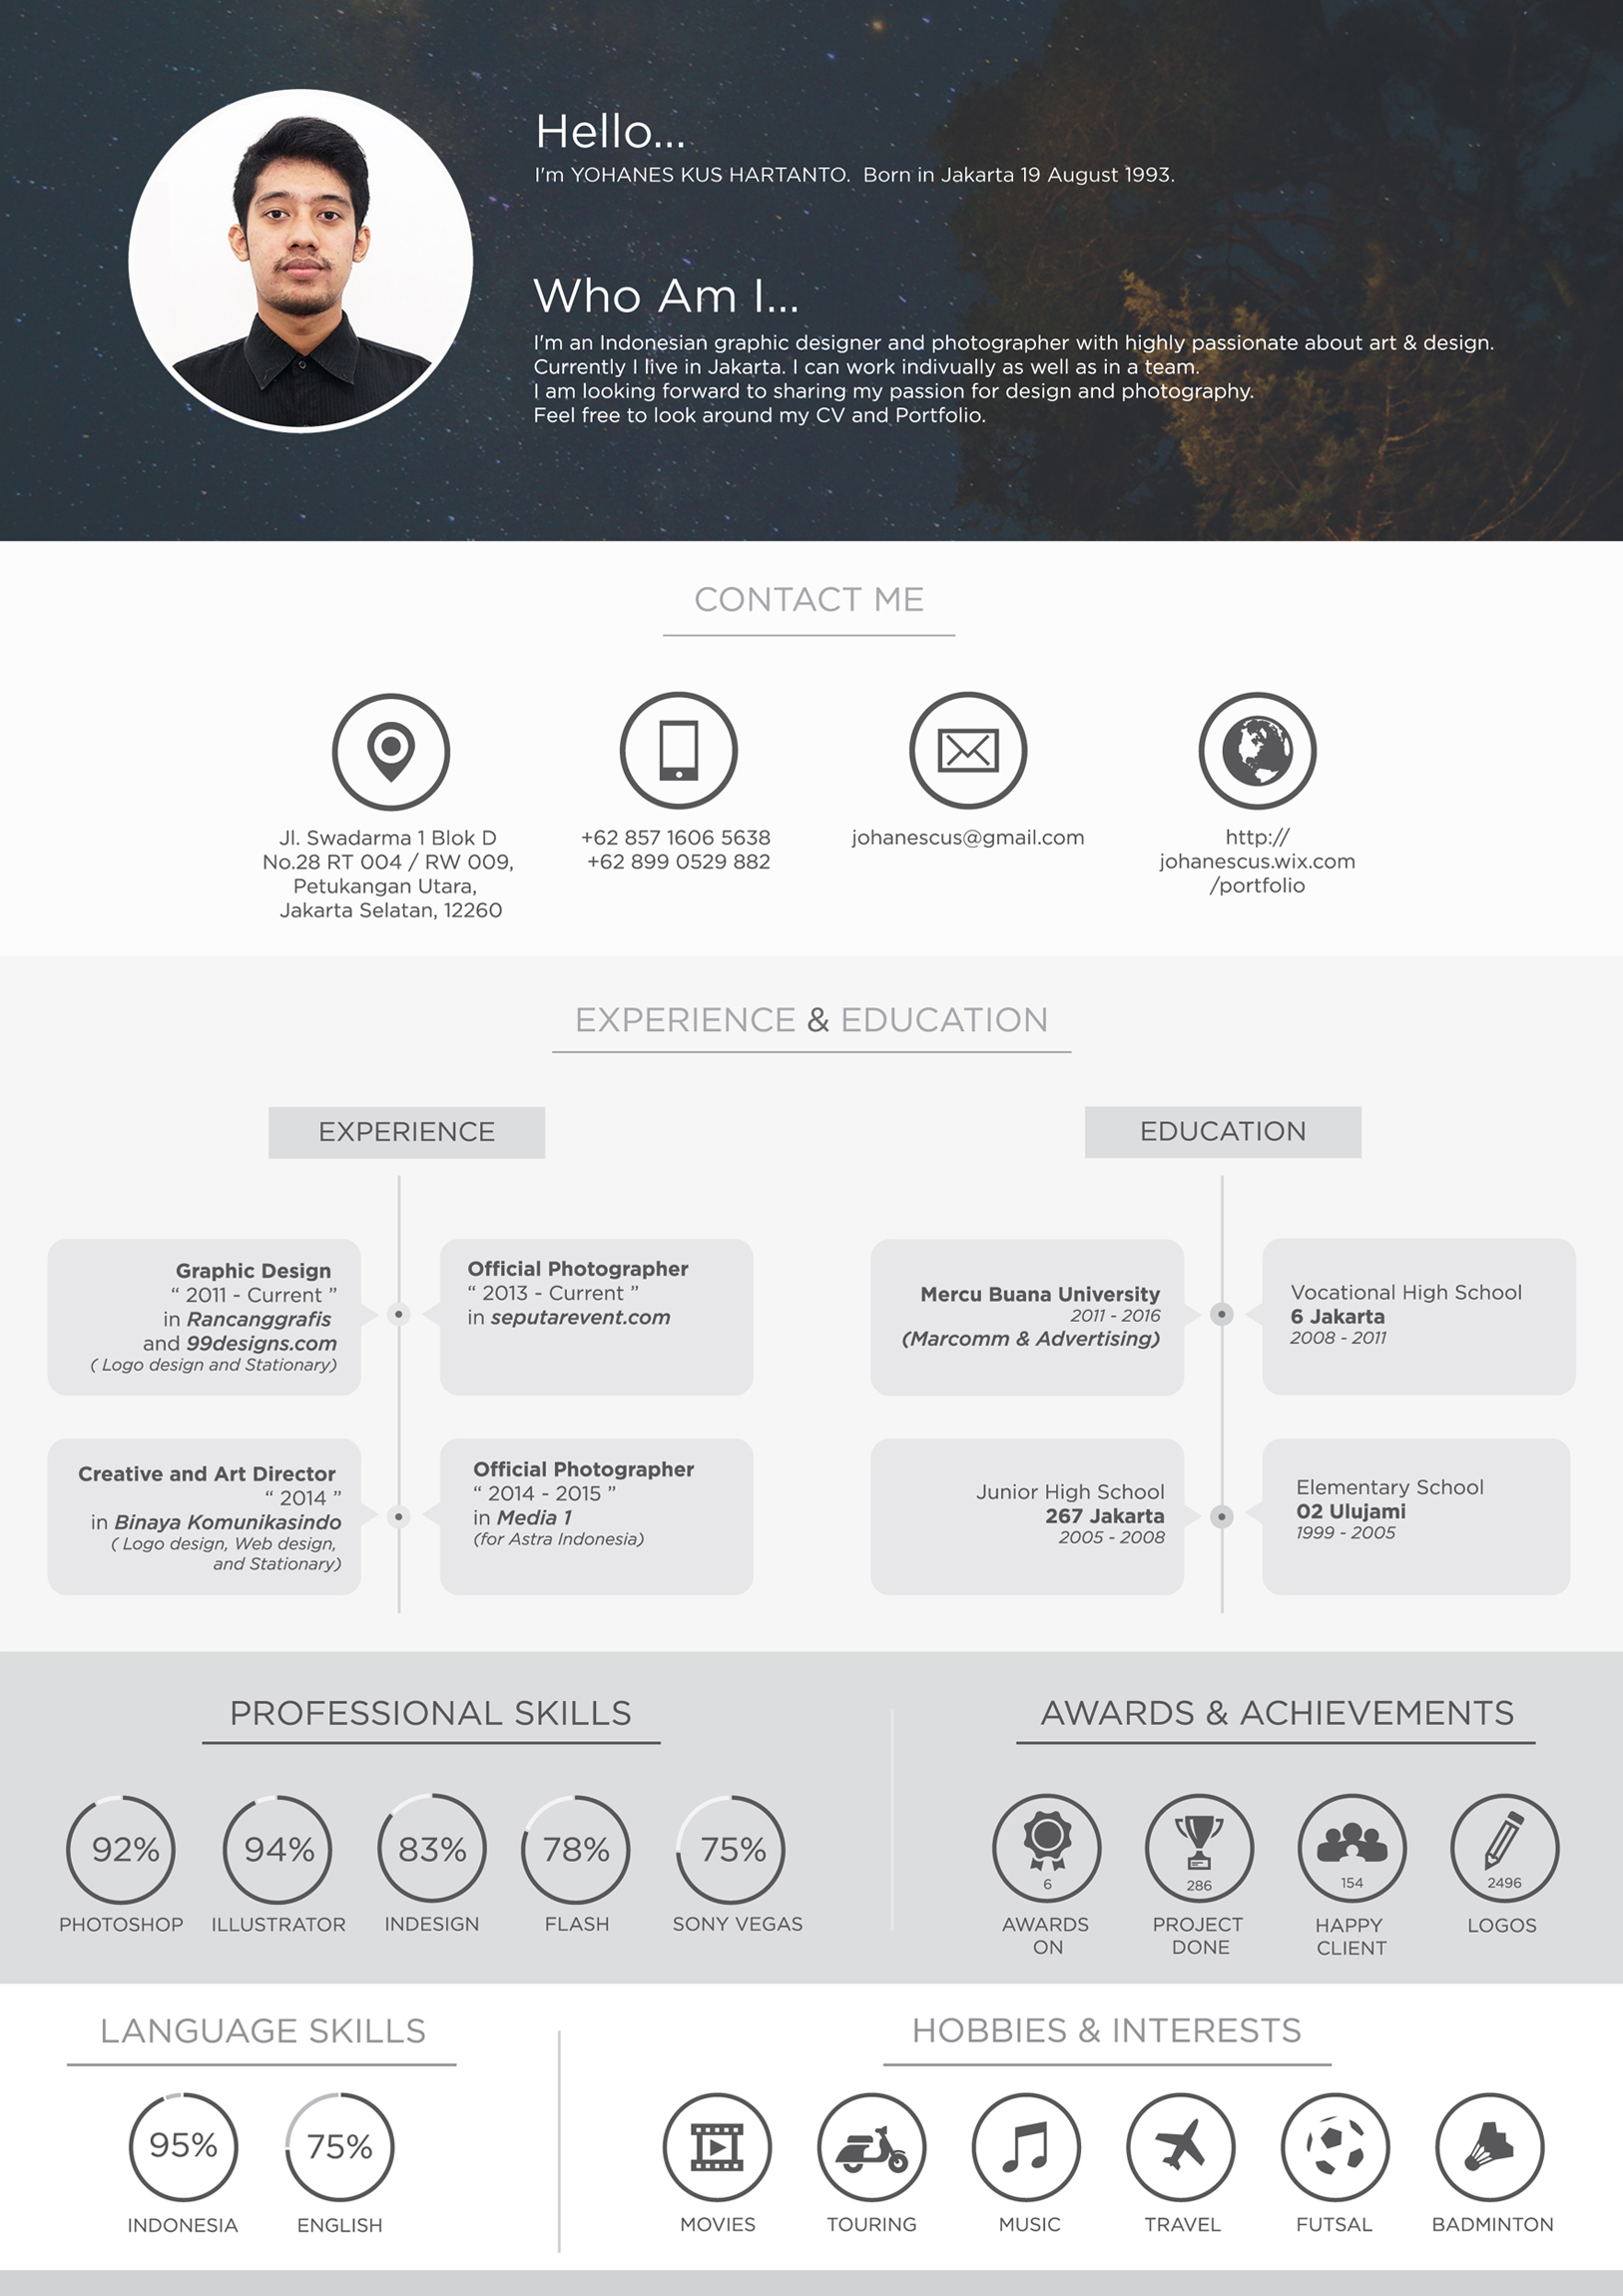 Hello...
I'm YOHANES KUS HARTANTO. Born in Jakarta 19 August 1993.
Who Am I...
I'm an Indonesian graphic designer and photographer with highly passionate about art & design.
Currently I live in Jakarta. I can work indivually as well as in a team.
I am looking forward to sharing my passion for design and photography.
Feel free to look around my CV and Portfolio.
CONTACT ME
Jl. Swadarma 1 Blok D
No.28 RT 004 / RW 009,
Petukangan Utara,
Jakarta Selatan, 12260
+62 857 1606 5638
+62 899 0529 882
johanescus@gmail.com
http://
johanescus.wix.com
/portfolio
EXPERIENCE & EDUCATION
EXPERIENCE
Graphic Design
“ 2011 - Current ”
in Rancanggrafis
and 99designs.com
( Logo design and Stationary)
Official Photographer
“ 2013 - Current ”
in seputarevent.com
Creative and Art Director
“ 2014 ”
in Binaya Komunikasindo
( Logo design, Web design,
and Stationary)
Official Photographer
“ 2014 - 2015 ”
in Media 1
(for Astra Indonesia)
EDUCATION
Mercu Buana University
2011 - 2016
(Marcomm & Advertising)
Vocational High School
6 Jakarta
2008 - 2011
Junior High School
267 Jakarta
2005 - 2008
Elementary School
02 Ulujami
1999 - 2005
PROFESSIONAL SKILLS
92%
PHOTOSHOP
94%
ILLUSTRATOR
83%
INDESIGN
78%
FLASH
75%
SONY VEGAS
AWARDS & ACHIEVEMENTS
6
AWARDS
ON
286
PROJECT
DONE
154
HAPPY
CLIENT
2496
LOGOS
LANGUAGE SKILLS
95%
INDONESIA
75%
ENGLISH
HOBBIES & INTERESTS
MOVIES
TOURING
MUSIC
TRAVEL
FUTSAL
BADMINTON